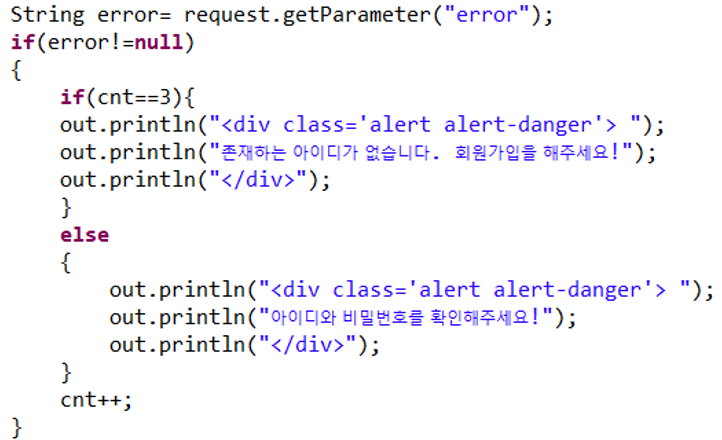 String error= request.getParameter("error");
if(error!=null)
{
if(cnt==3){
out.println("<div class='alert alert-danger'> ");
out.println("존재하는 아이디가 없습니다. 회원가입을 해주세요!");
out.println("</div>");
}
else
{
out.println("<div class='alert alert-danger'> ");
out.println("아이디와 비밀번호를 확인해주세요!");
out.println("</div>");
}
cnt++;
}